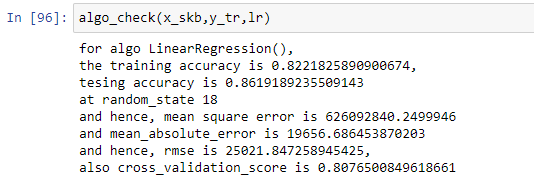 In [96]: algo_check(x_skb,y_tr,lr)
for algo LinearRegression(),
the training accuracy is 0.8221825890900674,
tesing accuracy is 0.8619189235509143
at random_state 18
and hence, mean square error is 626092840.2499946
and mean_absolute_error is 19656.686453870203
and hence, rmse is 25021.847258945425,
also cross_validation_score is 0.8076500849618661